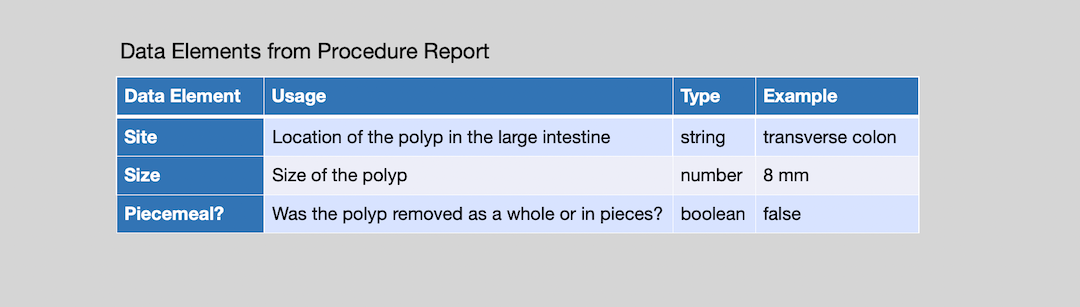 Data Elements from Procedure Report
Data Element Usage Type Example
Site Location of the polyp in the large intestine string transverse colon
Size Size of the polyp number 8 mm
Piecemeal? Was the polyp removed as a whole or in pieces? boolean false